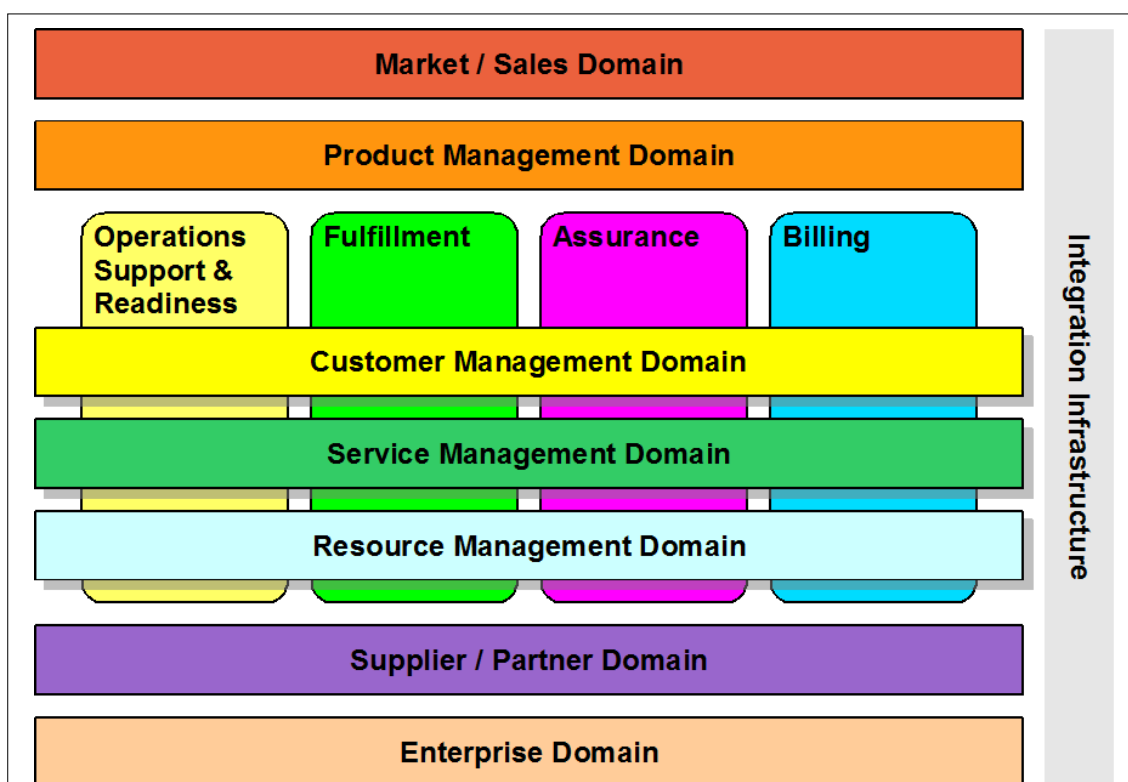 Market / Sales Domain
Product Management Domain
Operations
Support &
Readiness
Fulfillment
Assurance
Billing
Customer Management Domain
Service Management Domain
Resource Management Domain
Supplier / Partner Domain
Enterprise Domain
Integration Infrastructure